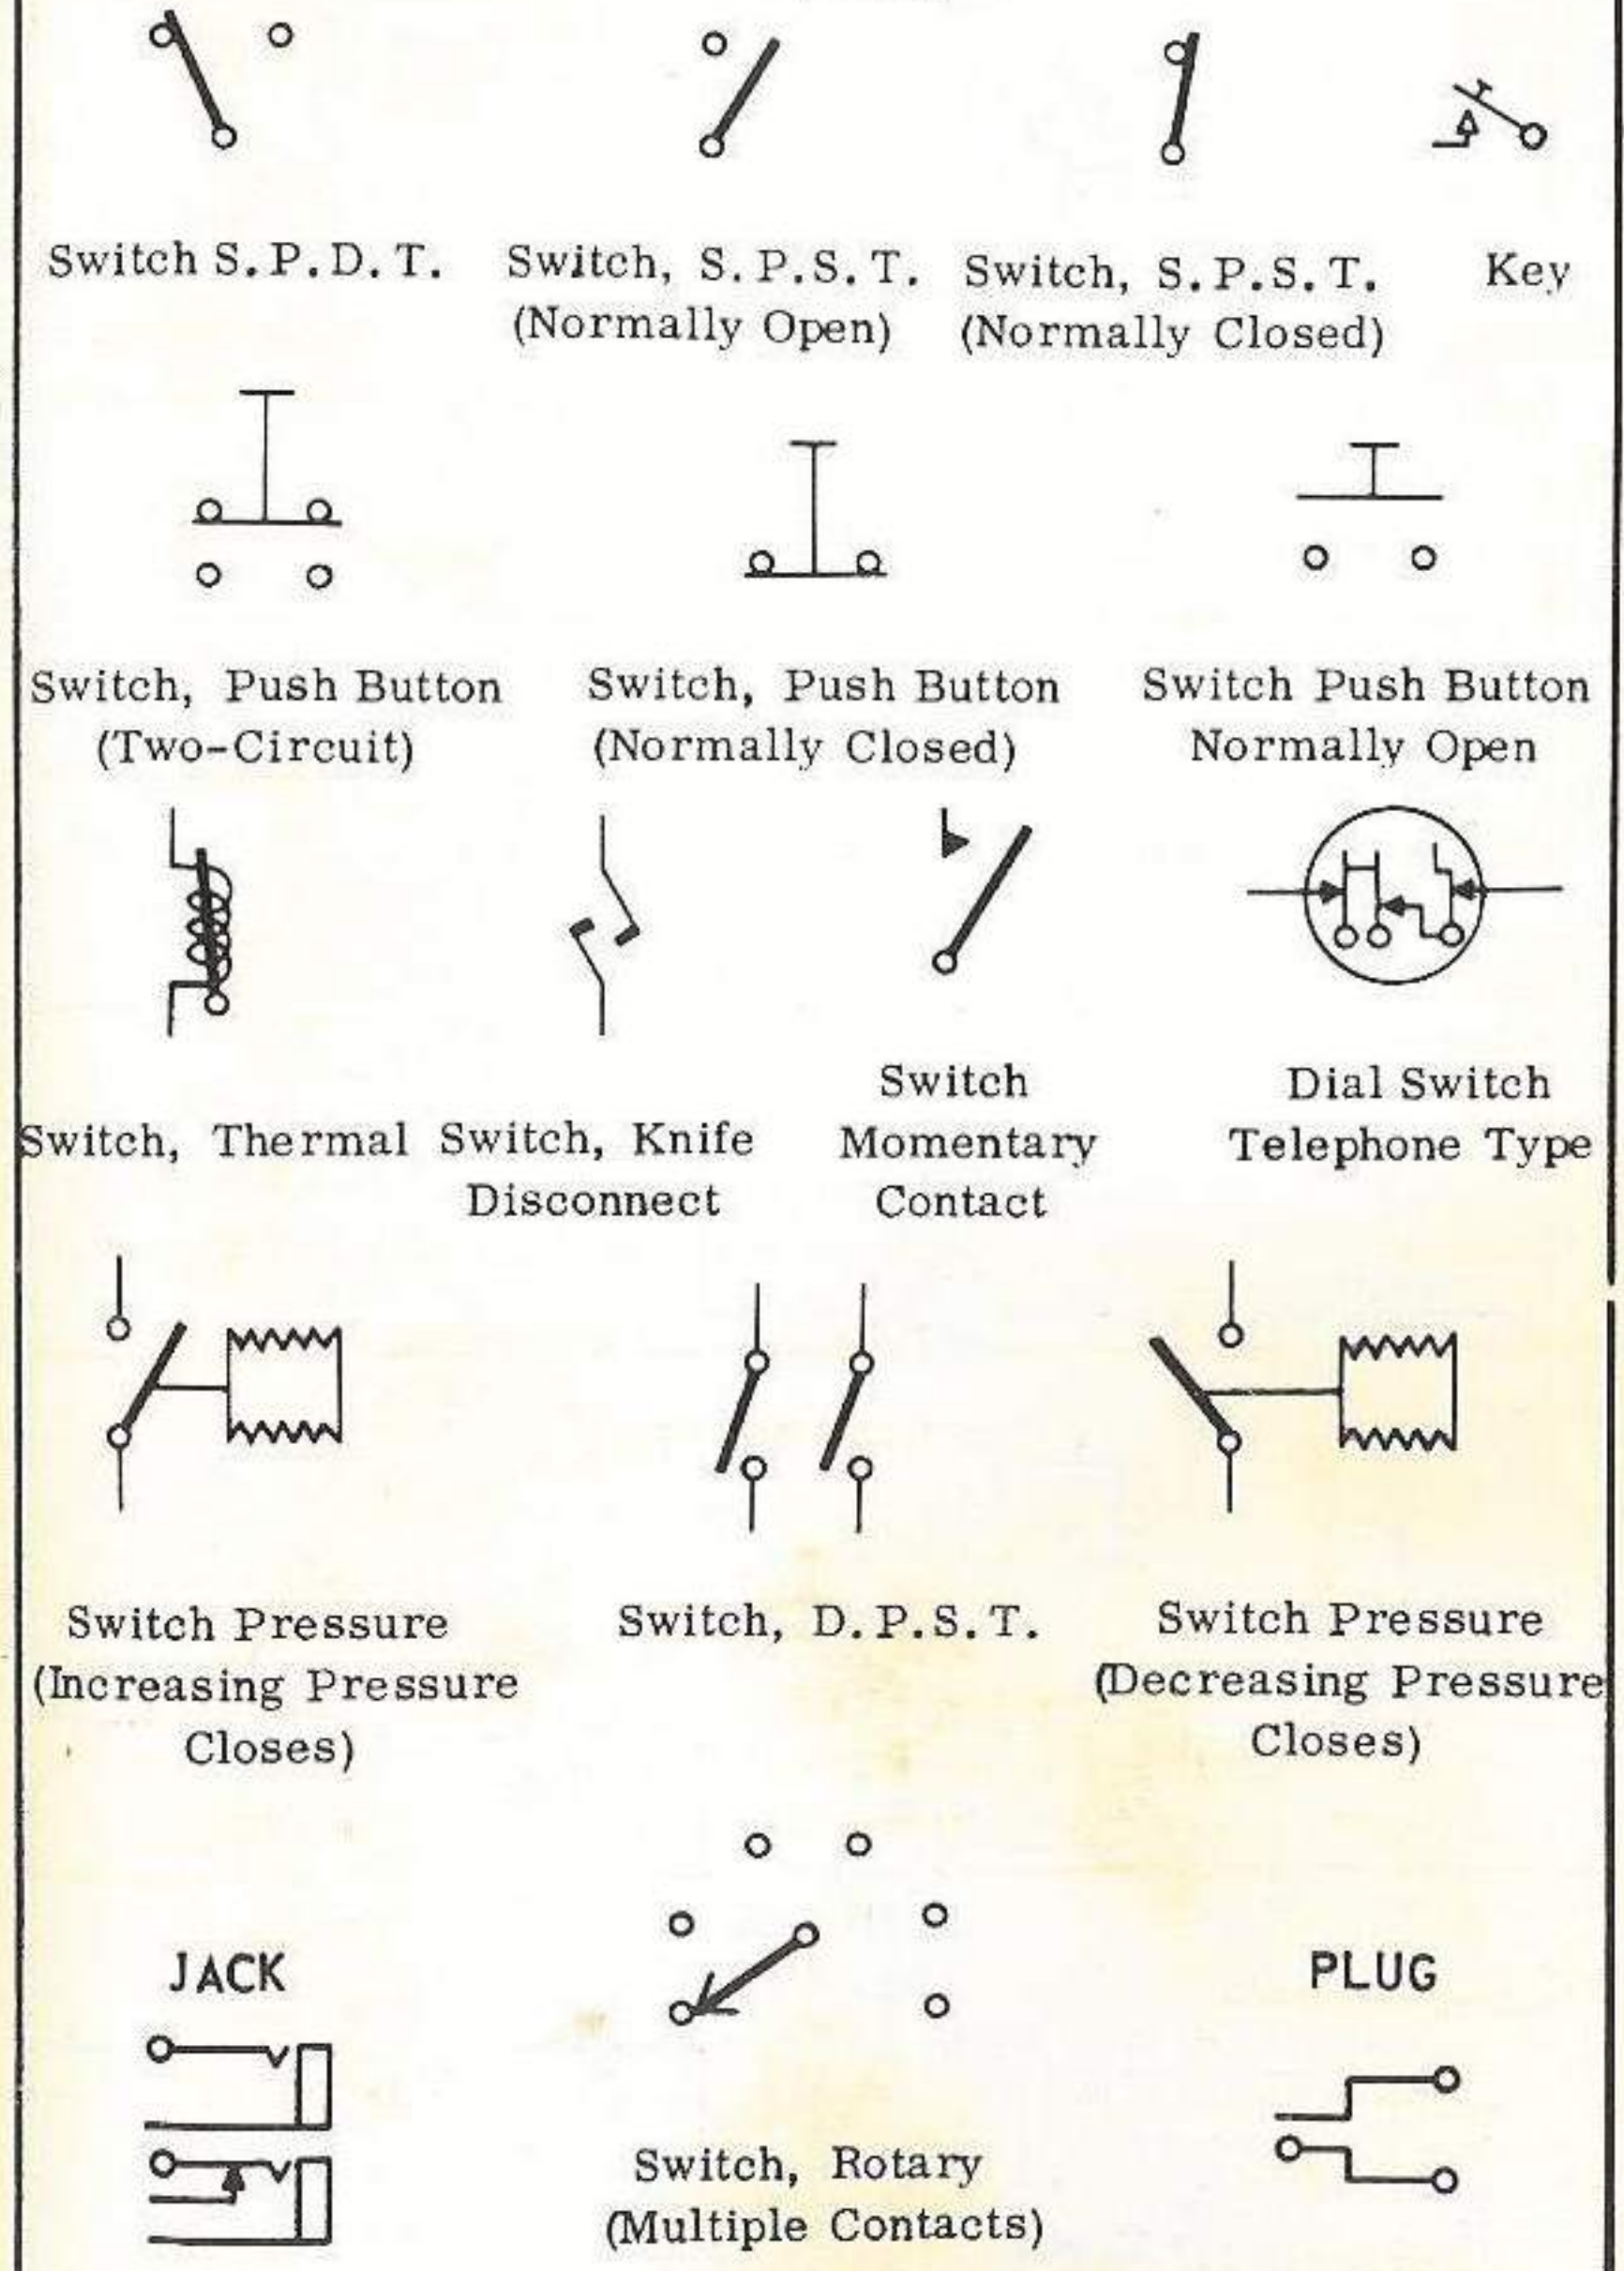 Switch S.P.D.T.
Switch, S.P.S.T.
(Normally Open)
Switch, S.P.S.T.
(Normally Closed)
Key
Switch, Push Button
(Two-Circuit)
Switch, Push Button
(Normally Closed)
Switch Push Button
Normally Open
Switch, Thermal
Switch, Knife
Disconnect
Switch
Momentary
Contact
Dial Switch
Telephone Type
Switch Pressure
(Increasing Pressure
Closes)
Switch, D.P.S.T.
Switch Pressure
(Decreasing Pressure
Closes)
JACK
Switch, Rotary
(Multiple Contacts)
PLUG